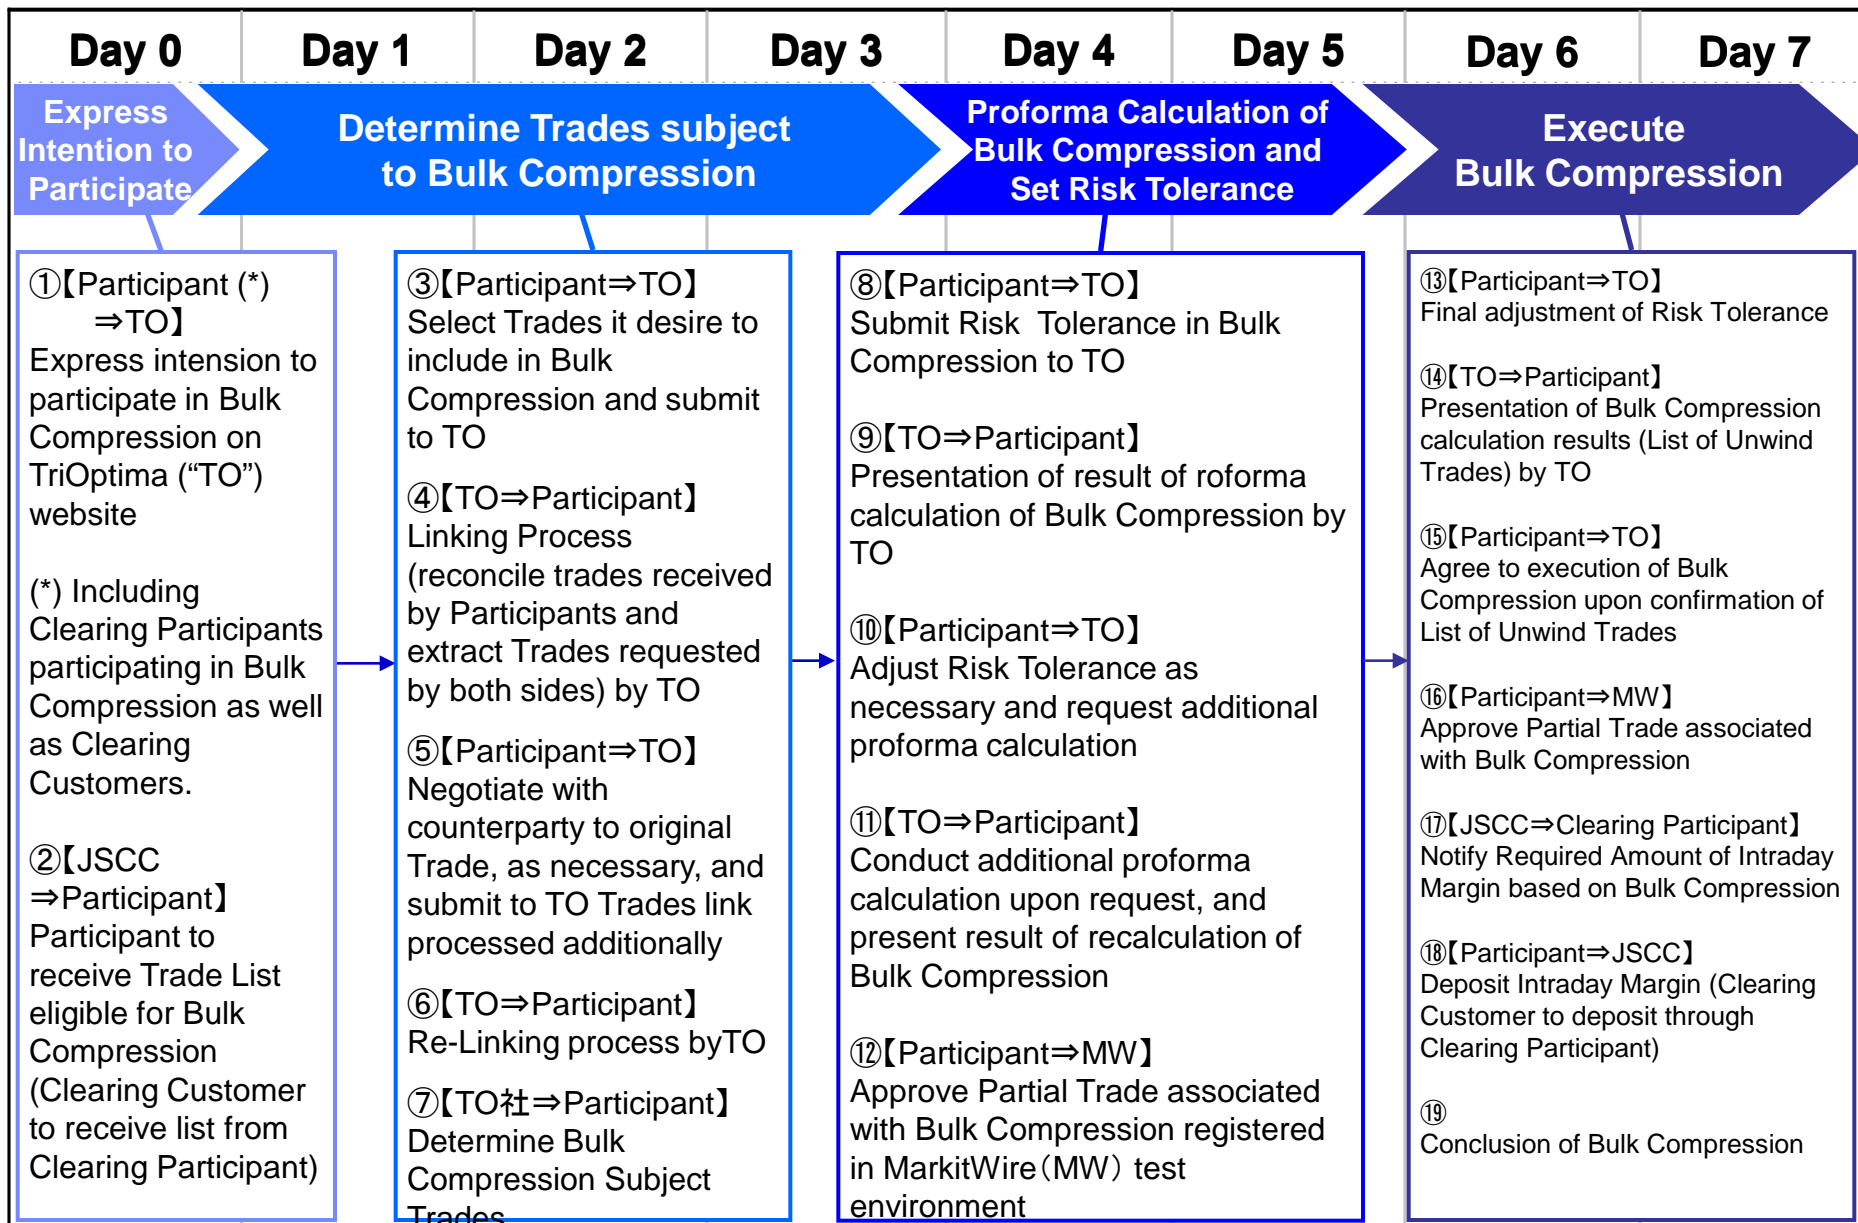 Day 0 Day 1 Day 2 Day 3 Day 4 Day 5 Day 6 Day 7
Express
Intention to
Participate
Determine Trades subject
to Bulk Compression
Proforma Calculation of
Bulk Compression and
Set Risk Tolerance
Execute
Bulk Compression
①【Participant (*)
⇒TO】
Express intension to
participate in Bulk
Compression on
TriOptima (“TO”)
website
(*) Including
Clearing Participants
participating in Bulk
Compression as well
as Clearing
Customers.
②【JSCC
⇒Participant】
Participant to
receive Trade List
eligible for Bulk
Compression
(Clearing Customer
to receive list from
Clearing Participant)
③【Participant⇒TO】
Select Trades it desire to
include in Bulk
Compression and submit
to TO
④【TO⇒Participant】
Linking Process
(reconcile trades received
by Participants and
extract Trades requested
by both sides) by TO
⑤【Participant⇒TO】
Negotiate with
counterparty to original
Trade, as necessary, and
submit to TO Trades link
processed additionally
⑥【TO⇒Participant】
Re-Linking process byTO
⑦【TO社⇒Participant】
Determine Bulk
Compression Subject
Trades
⑧【Participant⇒TO】
Submit Risk  Tolerance in Bulk
Compression to TO
⑨【TO⇒Participant】
Presentation of result of roforma
calculation of Bulk Compression by
TO
⑩【Participant⇒TO】
Adjust Risk Tolerance as
necessary and request additional
proforma calculation
⑪【TO⇒Participant】
Conduct additional proforma
calculation upon request, and
present result of recalculation of
Bulk Compression
⑫【Participant⇒MW】
Approve Partial Trade associated
with Bulk Compression registered
in MarkitWire（MW） test
environment
⑬【Participant⇒TO】
Final adjustment of Risk Tolerance
⑭【TO⇒Participant】
Presentation of Bulk Compression
calculation results (List of Unwind
Trades) by TO
⑮【Participant⇒TO】
Agree to execution of Bulk
Compression upon confirmation of
List of Unwind Trades
⑯【Participant⇒MW】
Approve Partial Trade associated
with Bulk Compression
⑰【JSCC⇒Clearing Participant】
Notify Required Amount of Intraday
Margin based on Bulk Compression
⑱【Participant⇒JSCC】
Deposit Intraday Margin (Clearing
Customer to deposit through
Clearing Participant)
⑲
Conclusion of Bulk Compression